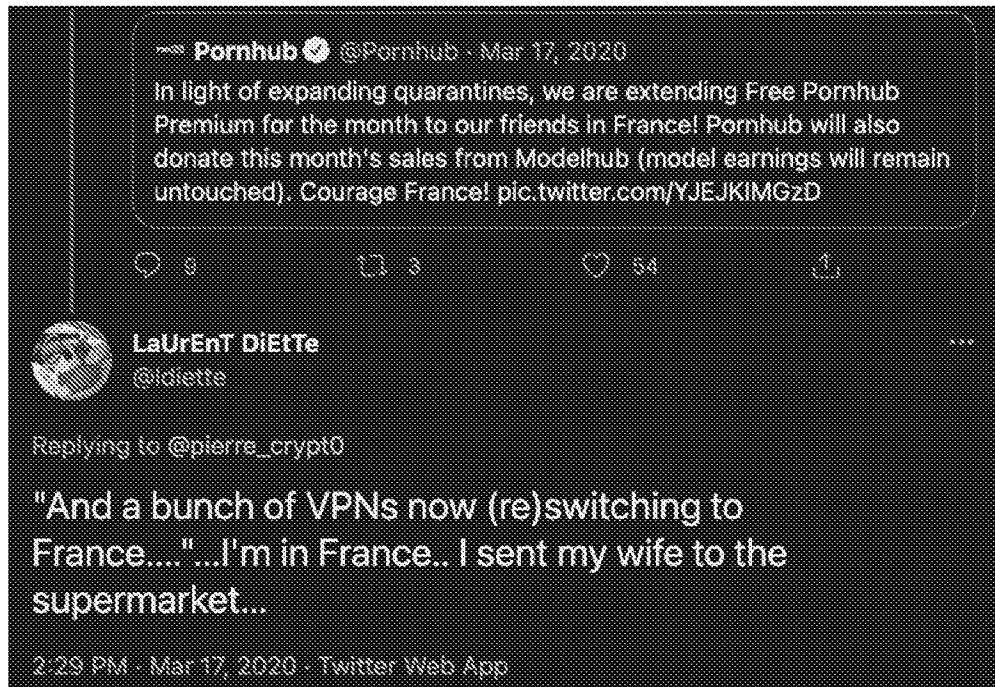 Pornhub @Pornhub · Mar 17, 2020
In light of expanding quarantines, we are extending Free Pornhub
Premium for the month to our friends in France! Pornhub will also
donate this month's sales from Modelhub (model earnings will remain
untouched). Courage France! pic.twitter.com/YJEJKIMGzD
9 3 54
LaUrEnT DiEtTe
@ldiette
Replying to @pierre_crypt0
"And a bunch of VPNs now (re)switching to
France...."...I'm in France.. I sent my wife to the
supermarket...
2:29 PM · Mar 17, 2020 · Twitter Web App